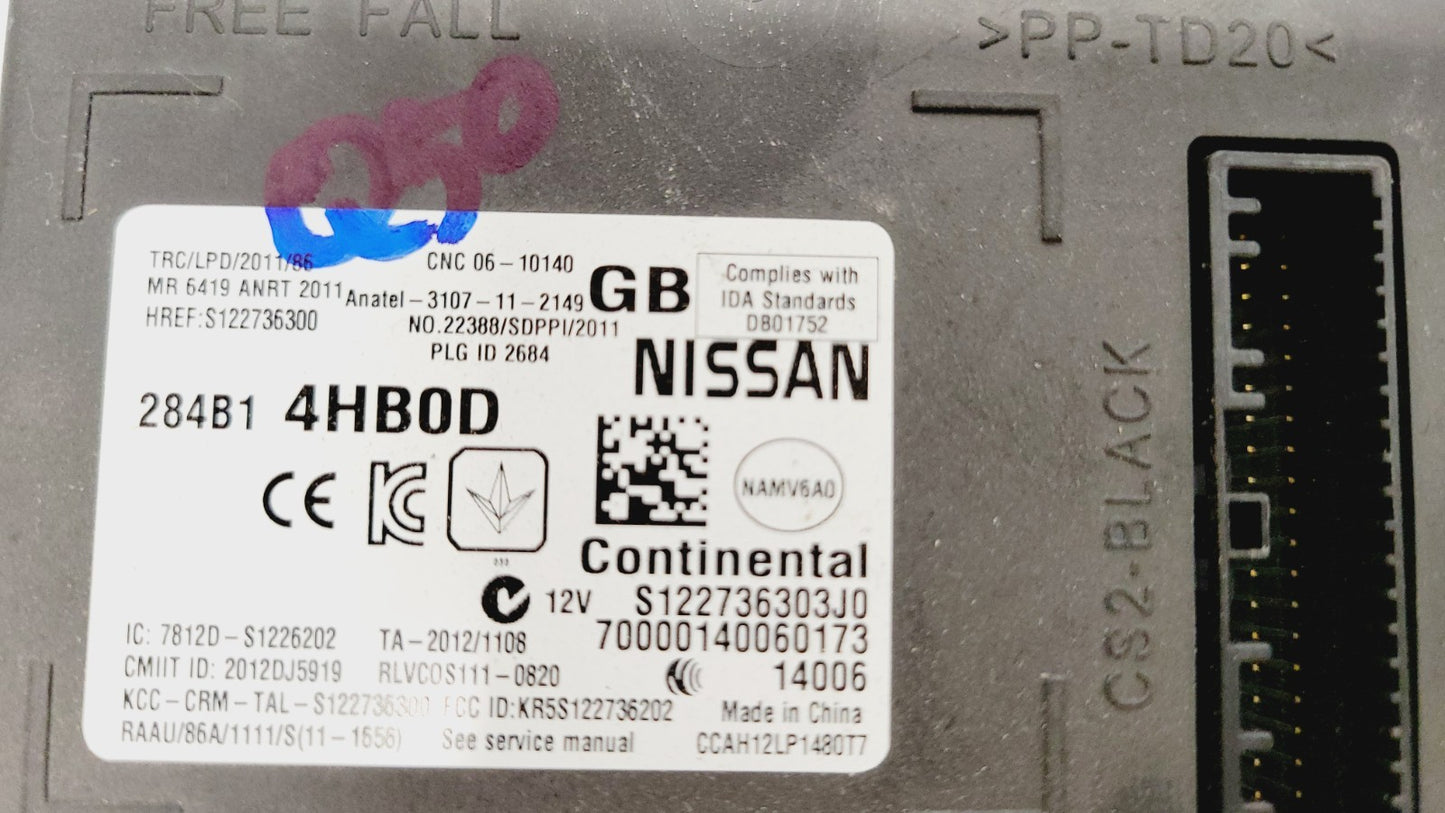 FREE FALL
>PP-TD20<
Q50
TRC/LPD/2011/86
CNC 06-10140
MR 6419 ANRT 2011
Anatel-3107-11-2149
GB
Complies with
IDA Standards
DB01752
HREF:S122736300
NO.22388/SDPPI/2011
PLG ID 2684
NISSAN
284B1 4HB0D
NAMV6A0
CE
Continental
12V
S122736303J0
70000140060173
14006
IC: 7812D-S1226202
TA-2012/1108
CMIIT ID: 2012DJ5919
RLVCOS111-0820
KCC-CRM-TAL-S122736300
FCC ID:KR5S122736202
Made in China
RAAU/86A/1111/S(11-1556)
See service manual
CCAH12LP1480T7
CS2-BLACK